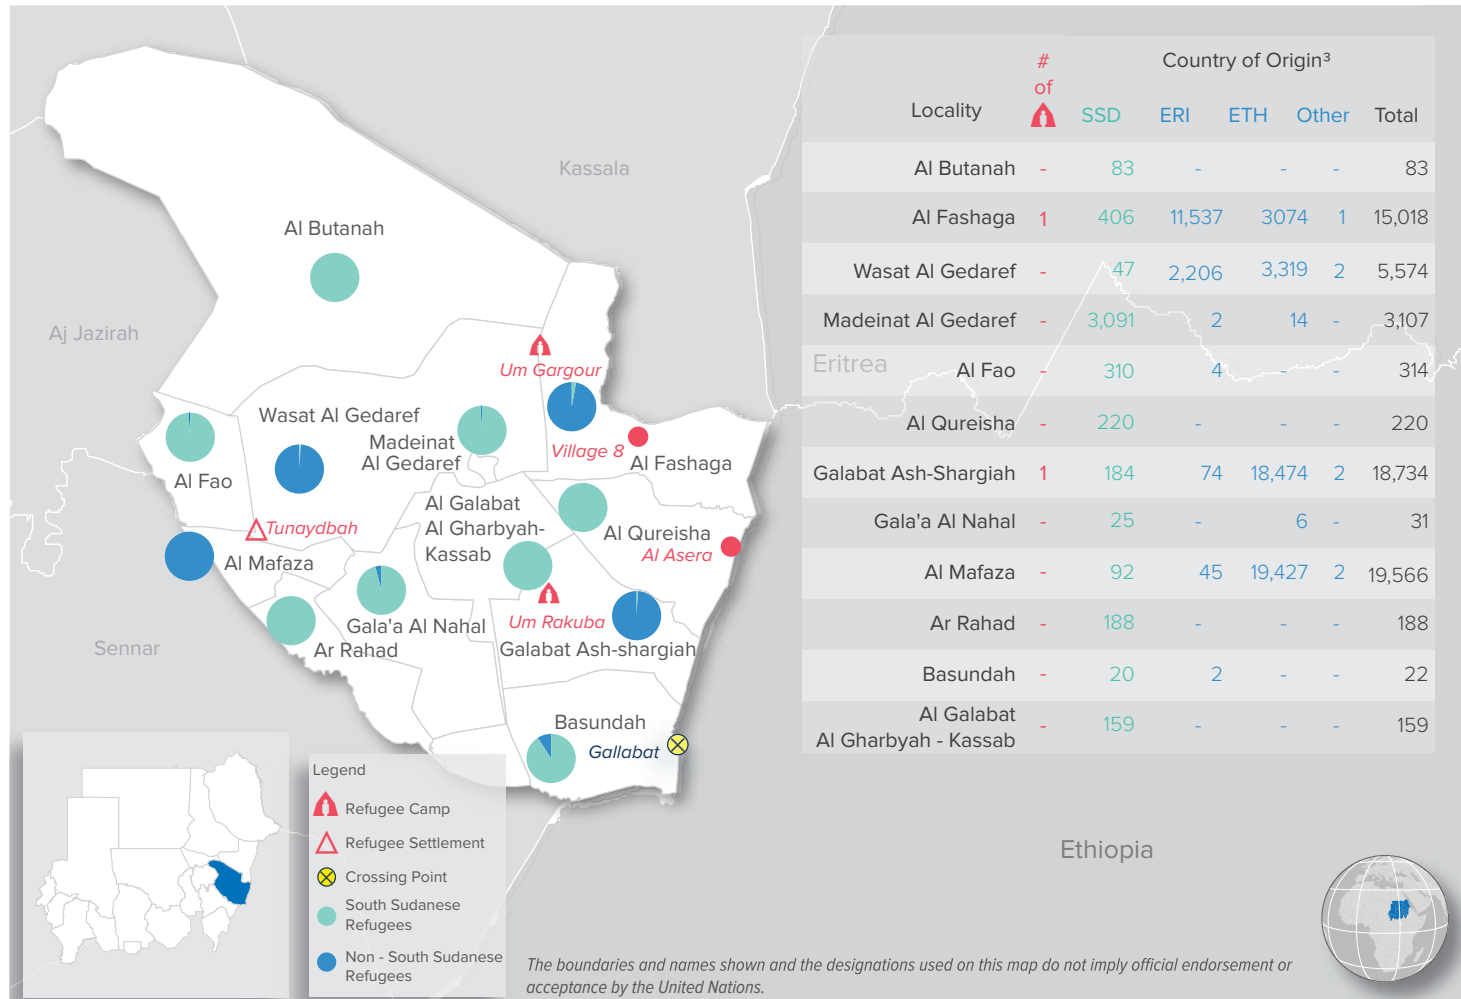 Kassala
Al Butanah
Aj Jazirah
Um Gargour
Wasat Al Gedaref
Madeinat
Al Gedaref
Village 8
Al Fashaga
Al Fao
Al Galabat
Al Gharbyah-
Kassab
Al Qureisha
Tunaydbah
Al Asera
Al Mafaza
Um Rakuba
Gala'a Al Nahal
Ar Rahad
Galabat Ash-shargiah
Sennar
Basundah
Gallabat
Eritrea
Ethiopia
# of Country of Origin³
Locality SSD ERI ETH Other Total
Al Butanah - 83 - - - 83
Al Fashaga 1 406 11,537 3074 1 15,018
Wasat Al Gedaref - 47 2,206 3,319 2 5,574
Madeinat Al Gedaref - 3,091 2 14 - 3,107
Al Fao - 310 4 - - 314
Al Qureisha - 220 - - - 220
Galabat Ash-Shargiah 1 184 74 18,474 2 18,734
Gala'a Al Nahal - 25 - 6 - 31
Al Mafaza - 92 45 19,427 2 19,566
Ar Rahad - 188 - - - 188
Basundah - 20 2 - - 22
Al Galabat
Al Gharbyah - Kassab - 159 - - - 159
Legend
Refugee Camp
Refugee Settlement
Crossing Point
South Sudanese
Refugees
Non - South Sudanese
Refugees
The boundaries and names shown and the designations used on this map do not imply official endorsement or
acceptance by the United Nations.